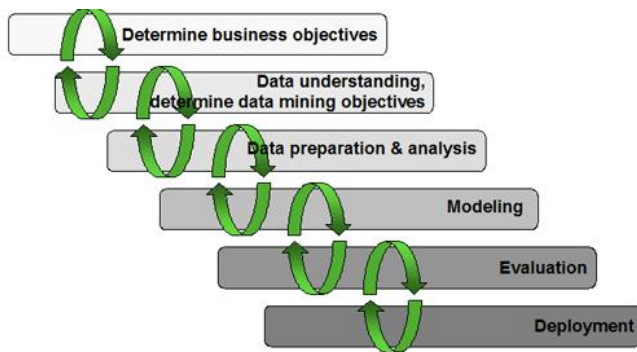 Determine business objectives
Data understanding,
determine data mining objectives
Data preparation & analysis
Modeling
Evaluation
Deployment